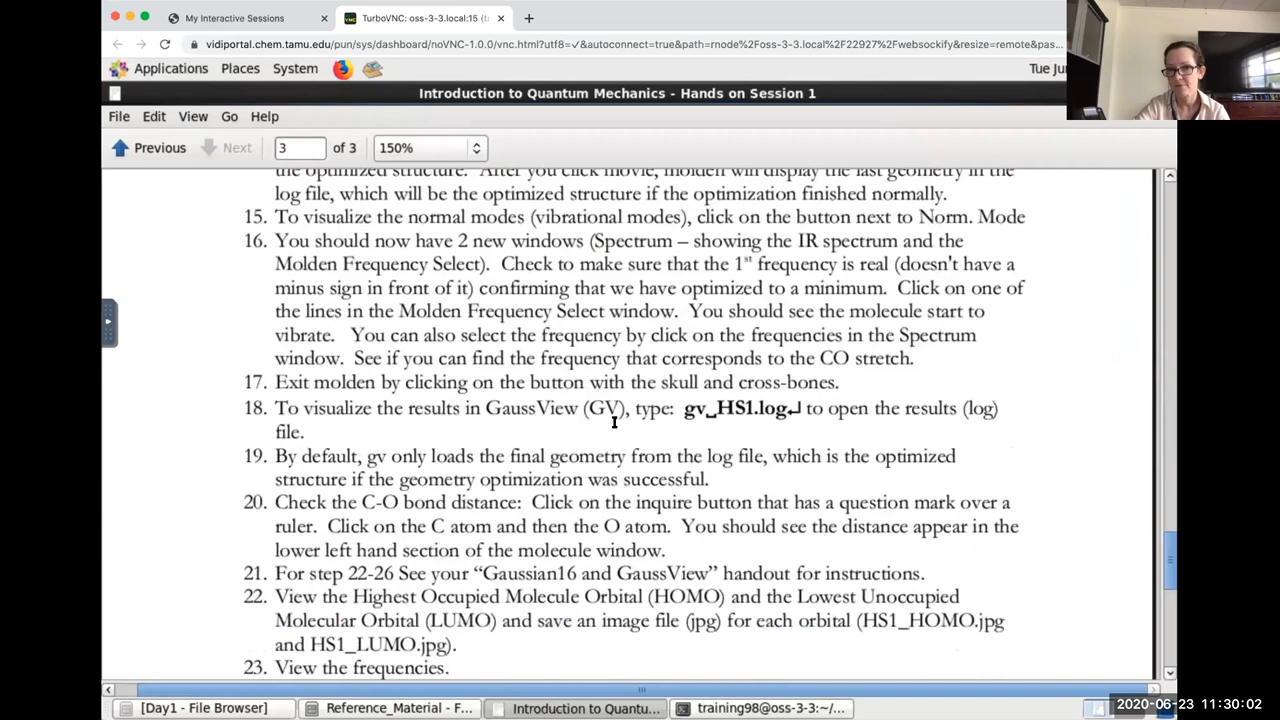 My Interactive Sessions
TurboVNC: oss-3-3.local:15 (t
vidiportal.chem.tamu.edu/pun/sys/dashboard/noVNC-1.0.0/vnc.html?utf8=✓&autoconnect=true&path=rnode%2Foss-3-3.local%2F22927%2Fwebsockify&resize=remote&pas...
Applications Places System Tue Jun
Introduction to Quantum Mechanics - Hands on Session 1
File Edit View Go Help
Previous Next 3 of 3 150%
the optimized structure. After you click movie, molden will display the last geometry in the
log file, which will be the optimized structure if the optimization finished normally.
15. To visualize the normal modes (vibrational modes), click on the button next to Norm. Mode
16. You should now have 2 new windows (Spectrum – showing the IR spectrum and the
Molden Frequency Select). Check to make sure that the 1st frequency is real (doesn't have a
minus sign in front of it) confirming that we have optimized to a minimum. Click on one of
the lines in the Molden Frequency Select window. You should see the molecule start to
vibrate. You can also select the frequency by click on the frequencies in the Spectrum
window. See if you can find the frequency that corresponds to the CO stretch.
17. Exit molden by clicking on the button with the skull and cross-bones.
18. To visualize the results in GaussView (GV), type: gv␣HS1.log↵ to open the results (log)
file.
19. By default, gv only loads the final geometry from the log file, which is the optimized
structure if the geometry optimization was successful.
20. Check the C-O bond distance: Click on the inquire button that has a question mark over a
ruler. Click on the C atom and then the O atom. You should see the distance appear in the
lower left hand section of the molecule window.
21. For step 22-26 See your “Gaussian16 and GaussView” handout for instructions.
22. View the Highest Occupied Molecule Orbital (HOMO) and the Lowest Unoccupied
Molecular Orbital (LUMO) and save an image file (jpg) for each orbital (HS1_HOMO.jpg
and HS1_LUMO.jpg).
23. View the frequencies.
[Day1 - File Browser] Reference_Material - F... Introduction to Quantu... training98@oss-3-3:~/...
2020-06-23 11:30:02